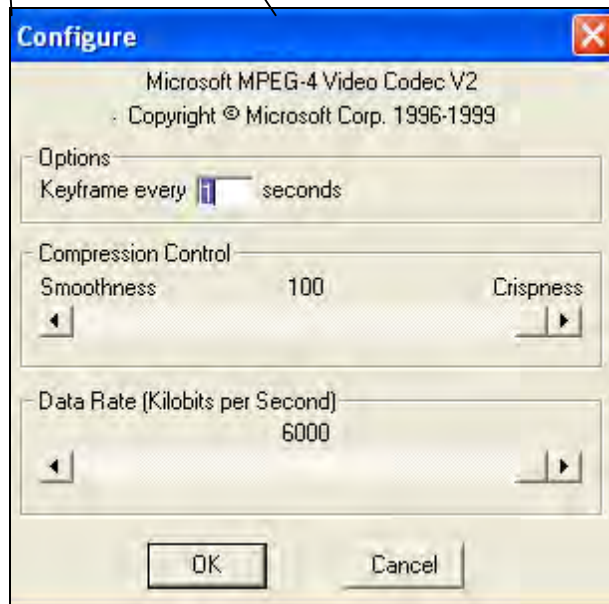 Configure
Microsoft MPEG-4 Video Codec V2
Copyright © Microsoft Corp. 1996-1999
Options
Keyframe every 1 seconds
Compression Control
Smoothness 100 Crispness
Data Rate (Kilobits per Second)
6000
OK Cancel